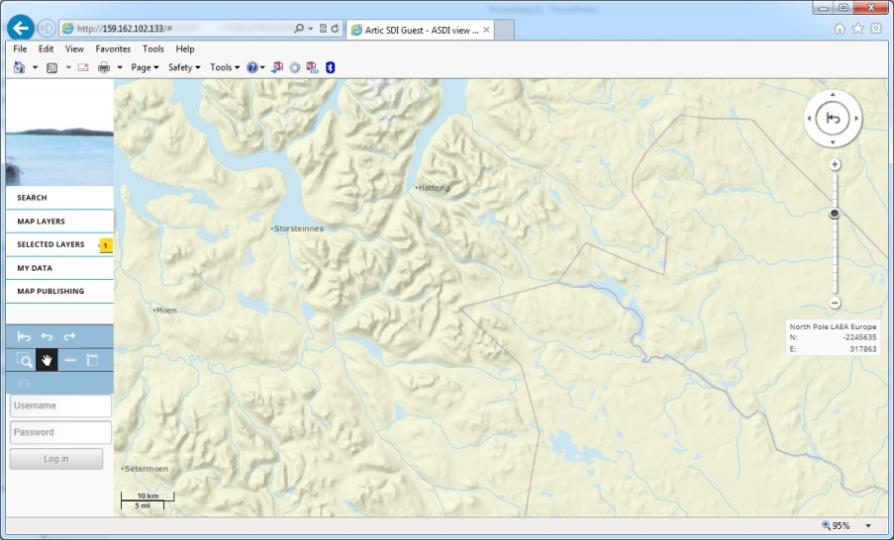 http://159.162.102.133/#
Artic SDI Guest - ASDI view ...
File Edit View Favorites Tools Help
Page Safety Tools
SEARCH
MAP LAYERS
SELECTED LAYERS 1
MY DATA
MAP PUBLISHING
Username
Password
Log in
Hatteng
Storsteinnes
Moen
Setermoen
10 km
5 mi
North Pole LAEA Europe
N: -2245635
E: 317863
95%